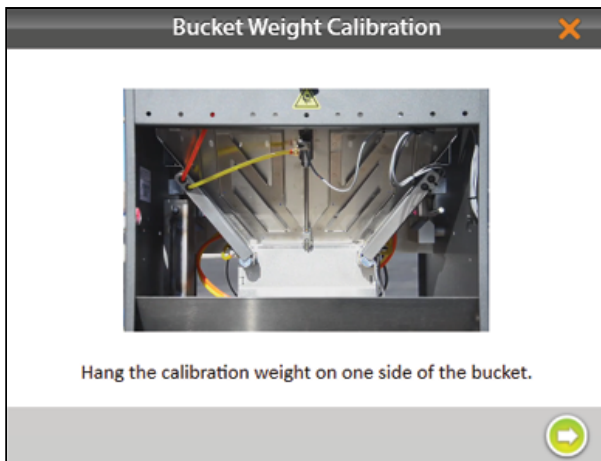 Bucket Weight Calibration
Hang the calibration weight on one side of the bucket.